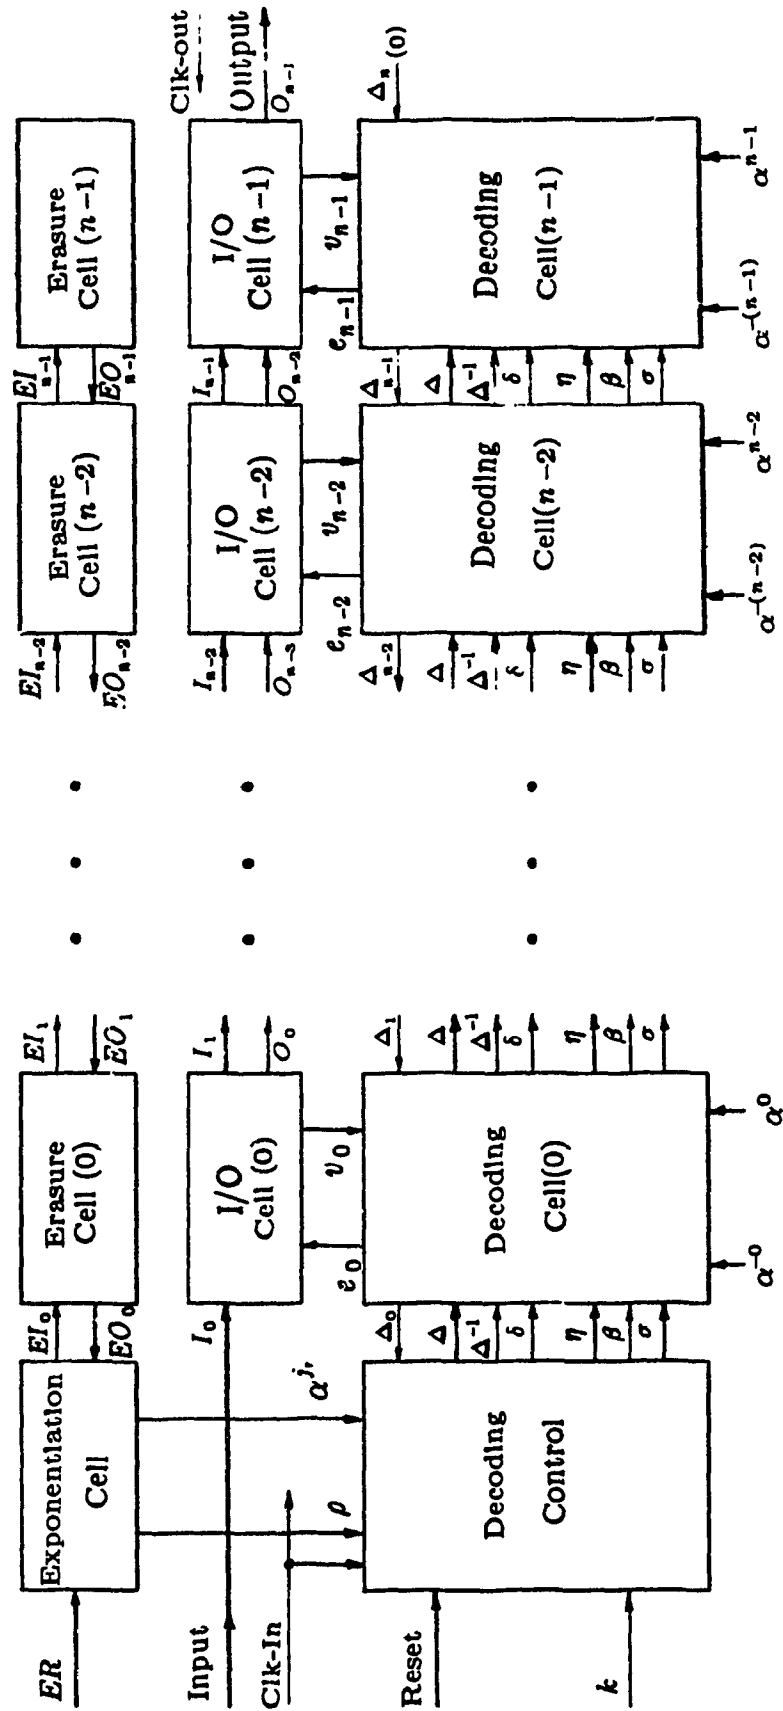 ER
Exponentiation
Cell
EI₀
EO₀
Erasure
Cell (0)
EI₁
EO₁
• • •
EIₙ₋₂
EOₙ₋₂
Erasure
Cell (n−2)
EIₙ₋₁
EOₙ₋₁
Erasure
Cell (n−1)
Input
I₀
I/O
Cell (0)
I₁
O₀
• • •
Iₙ₋₂
Oₙ₋₃
I/O
Cell (n−2)
Iₙ₋₁
Oₙ₋₂
I/O
Cell (n−1)
Clk-out
Output
Oₙ₋₁
Clk-In
ρ
α^{j_i}
e₀
v₀
eₙ₋₂
vₙ₋₂
eₙ₋₁
vₙ₋₁
Reset
k
Decoding
Control
Δ₀
Δ
Δ⁻¹
δ
η
β
σ
Decoding
Cell(0)
Δ₁
Δ
Δ⁻¹
δ
η
β
σ
• • •
Δₙ₋₂
Δ
Δ⁻¹
δ
η
β
σ
Decoding
Cell(n−2)
Δₙ₋₁
Δ
Δ⁻¹
δ
η
β
σ
Decoding
Cell(n−1)
Δₙ (0)
α⁻⁰
α⁰
α⁻⁽ⁿ⁻²⁾
αⁿ⁻²
α⁻⁽ⁿ⁻¹⁾
αⁿ⁻¹